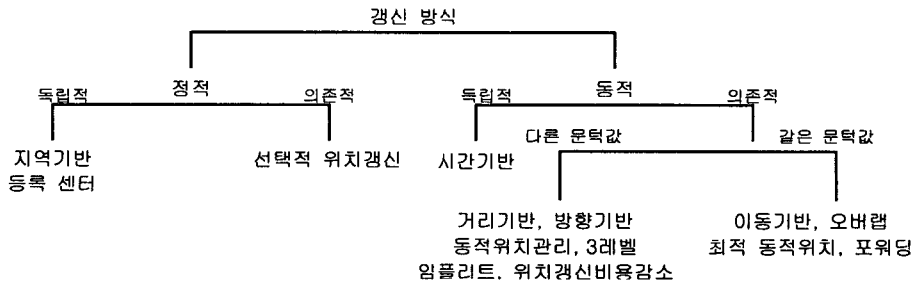 갱신 방식
정적
동적
독립적
의존적
독립적
의존적
지역기반
등록 센터
선택적 위치갱신
시간기반
다른 문턱값
같은 문턱값
거리기반, 방향기반
동적위치관리, 3레벨
임플리트, 위치갱신비용감소
이동기반, 오버랩
최적 동적위치, 포워딩